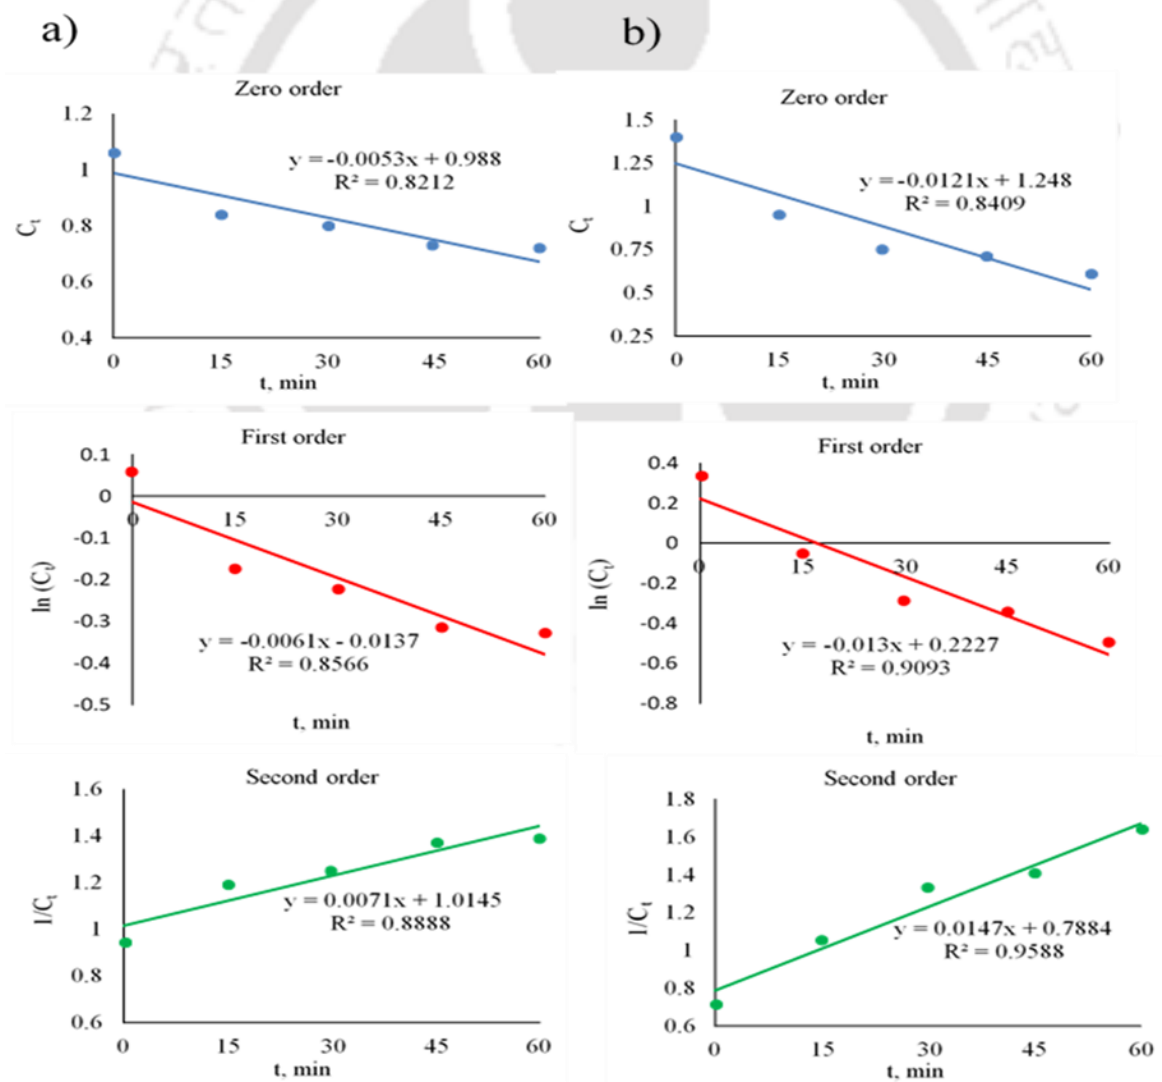 a)
b)
Zero order
1.2
1
0.8
0.6
0.4
y =-0.0053x + 0.988
R² = 0.8212
Cₜ
0 15 30 45 60
t, min
Zero order
1.5
1.25
1
0.75
0.5
0.25
y =-0.0121x + 1.248
R² = 0.8409
Cₜ
0 15 30 45 60
t, min
First order
0.1
0
-0.1
-0.2
-0.3
-0.4
-0.5
0 15 30 45 60
ln (Cₜ)
y = -0.0061x - 0.0137
R² = 0.8566
t, min
First order
0.4
0.2
0
-0.2
-0.4
-0.6
-0.8
0 15 30 45 60
ln (Cₜ)
y = -0.013x + 0.2227
R² = 0.9093
t, min
Second order
1.6
1.4
1.2
1
0.8
0.6
1/Cₜ
y = 0.0071x + 1.0145
R² = 0.8888
0 15 30 45 60
t, min
Second order
1.8
1.6
1.4
1.2
1
0.8
0.6
1/Cₜ
y = 0.0147x + 0.7884
R² = 0.9588
0 15 30 45 60
t, min